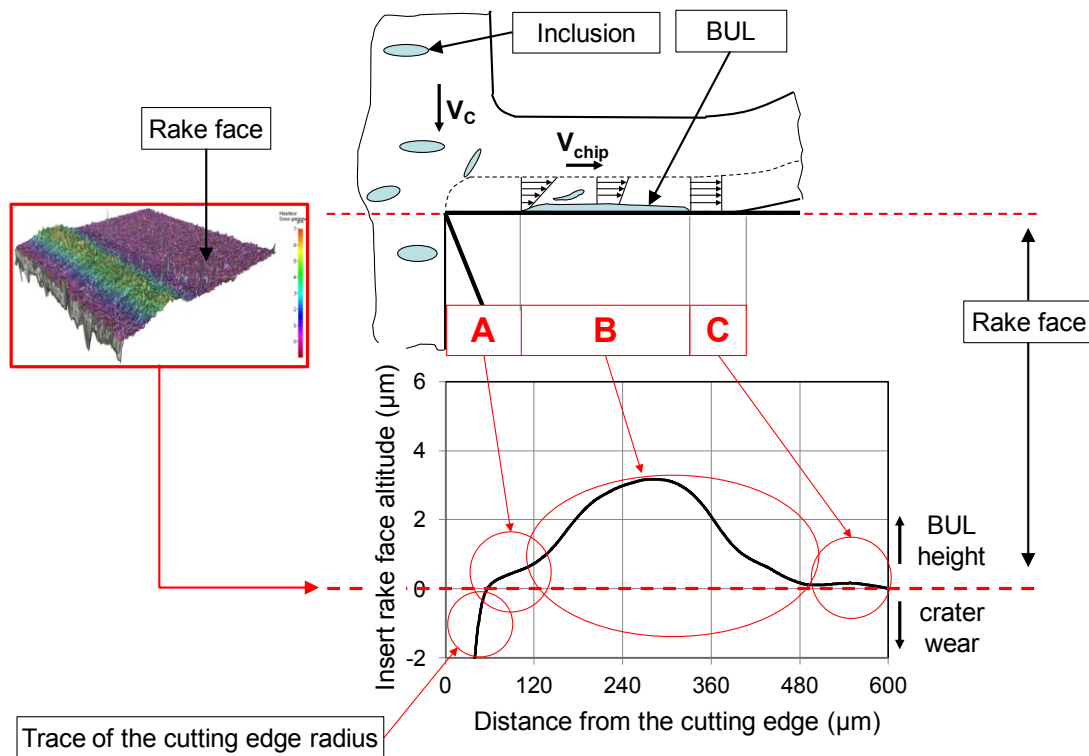 Inclusion
BUL
Rake face
VC
Vchip
Hauteur
A
B
C
Rake face
Insert rake face altitude (µm)
6
4
2
0
-2
0
120
240
360
480
600
Distance from the cutting edge (µm)
BUL
height
crater
wear
Trace of the cutting edge radius